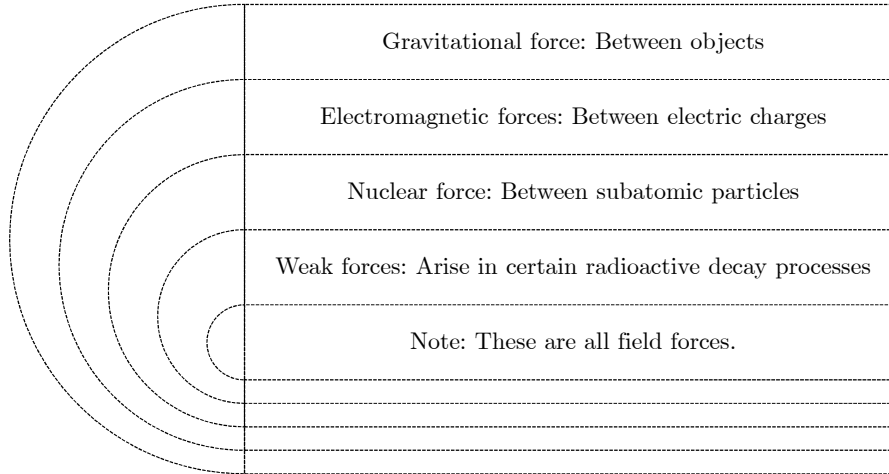 Gravitational force: Between objects
Electromagnetic forces: Between electric charges
Nuclear force: Between subatomic particles
Weak forces: Arise in certain radioactive decay processes
Note: These are all field forces.